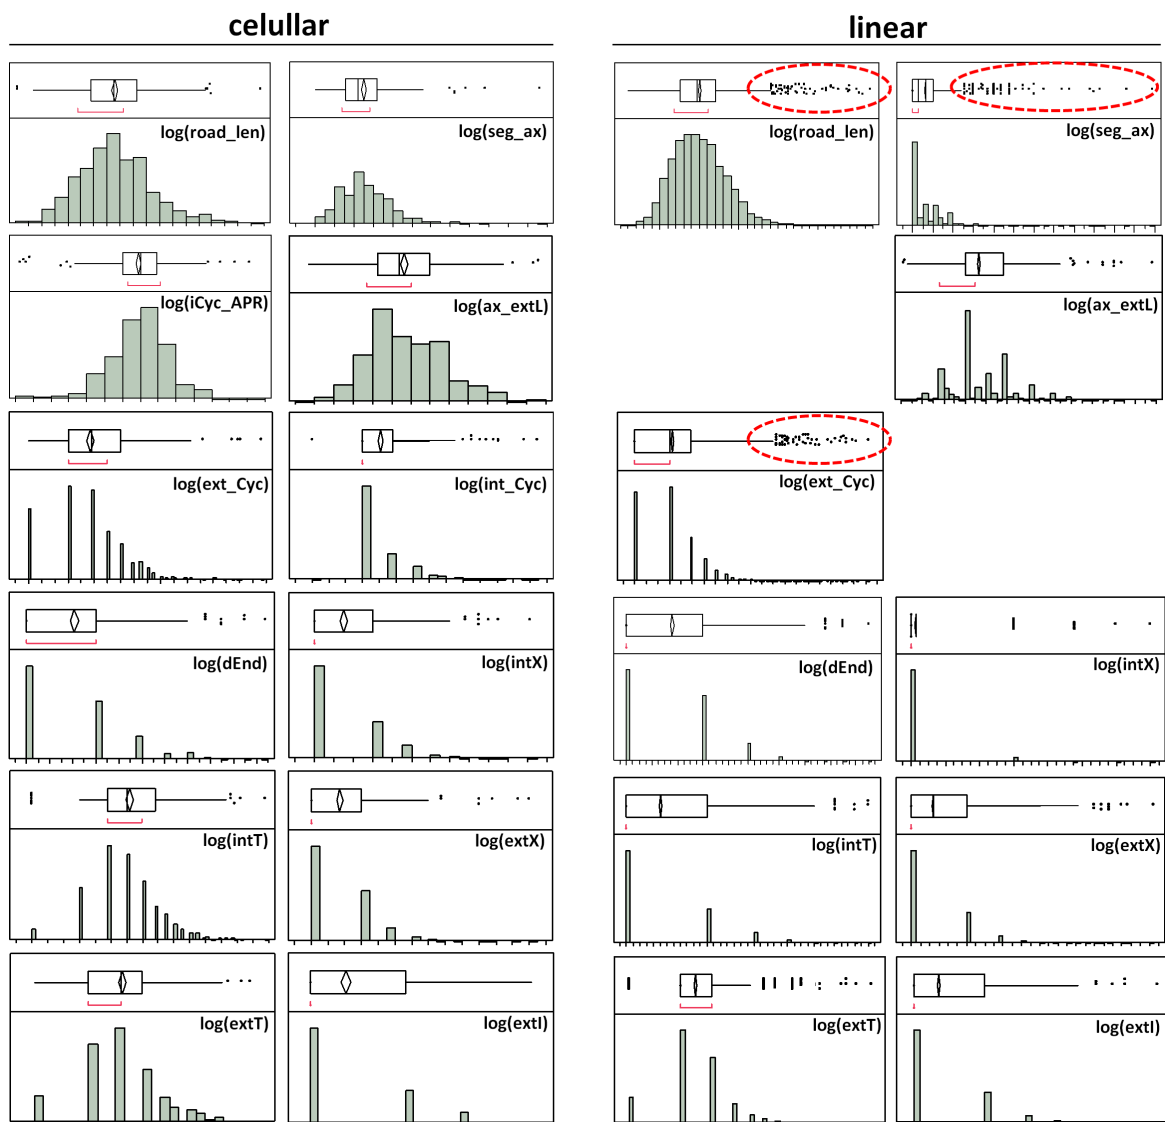 celullar
linear
log(road_len)
log(seg_ax)
log(road_len)
log(seg_ax)
log(iCyc_APR)
log(ax_extL)
log(ax_extL)
log(ext_Cyc)
log(int_Cyc)
log(ext_Cyc)
log(dEnd)
log(intX)
log(dEnd)
log(intX)
log(intT)
log(extX)
log(intT)
log(extX)
log(extT)
log(extI)
log(extT)
log(extI)